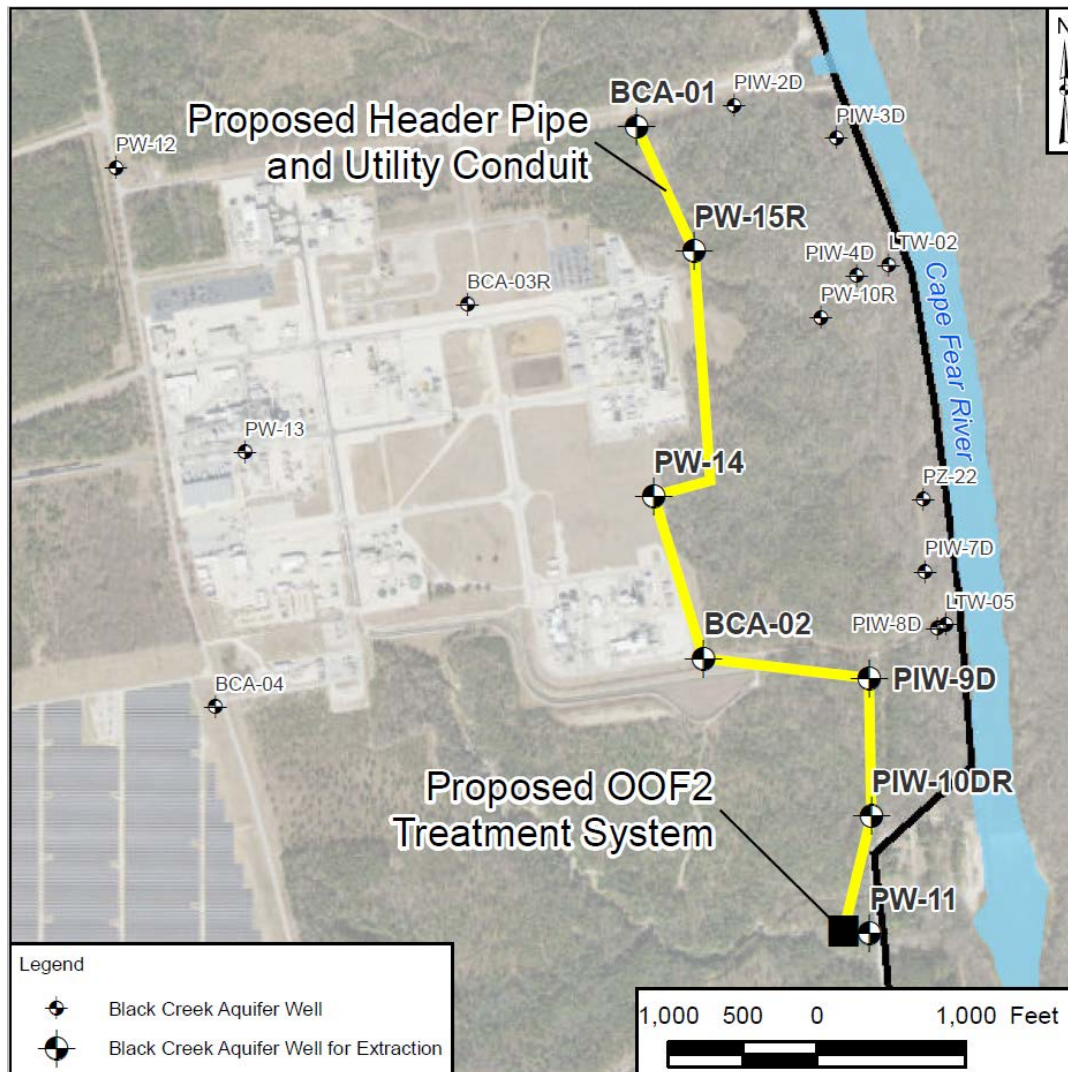 N
BCA-01
PIW-2D
Proposed Header Pipe
and Utility Conduit
PIW-3D
PW-12
PW-15R
LTW-02
PIW-4D
BCA-03R
PW-10R
Cape Fear River
PW-13
PW-14
PZ-22
PIW-7D
LTW-05
PIW-8D
BCA-02
PIW-9D
BCA-04
Proposed OOF2
Treatment System
PIW-10DR
PW-11
Legend
Black Creek Aquifer Well
Black Creek Aquifer Well for Extraction
1,000 500 0 1,000 Feet